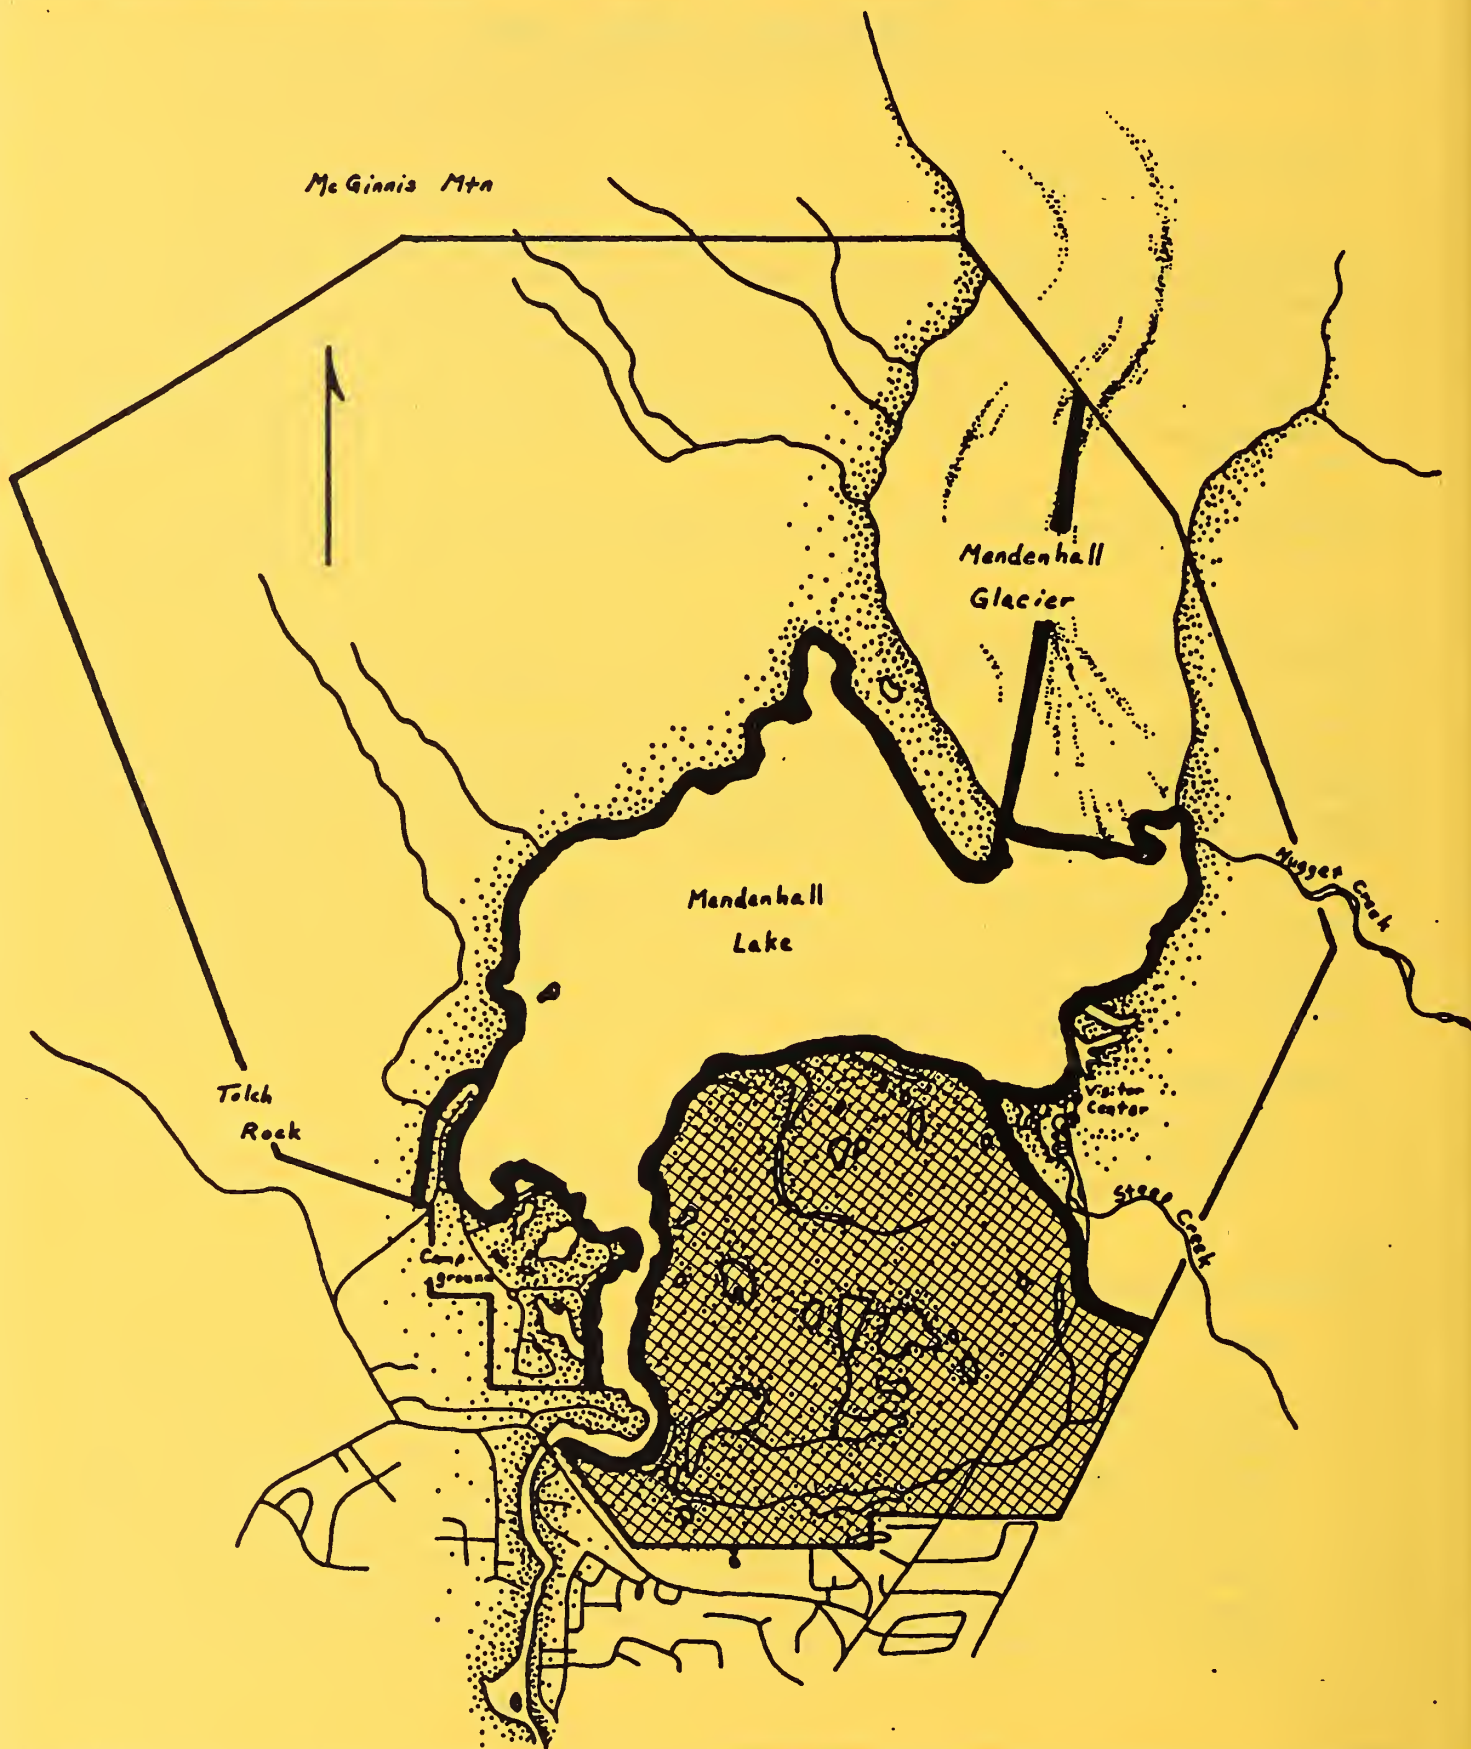 McGinnis Mtn
Mendenhall
Glacier
Mendenhall
Lake
Nugget Creek
Tolch
Rock
Visitor
Center
Steep Creek
Camp-
ground